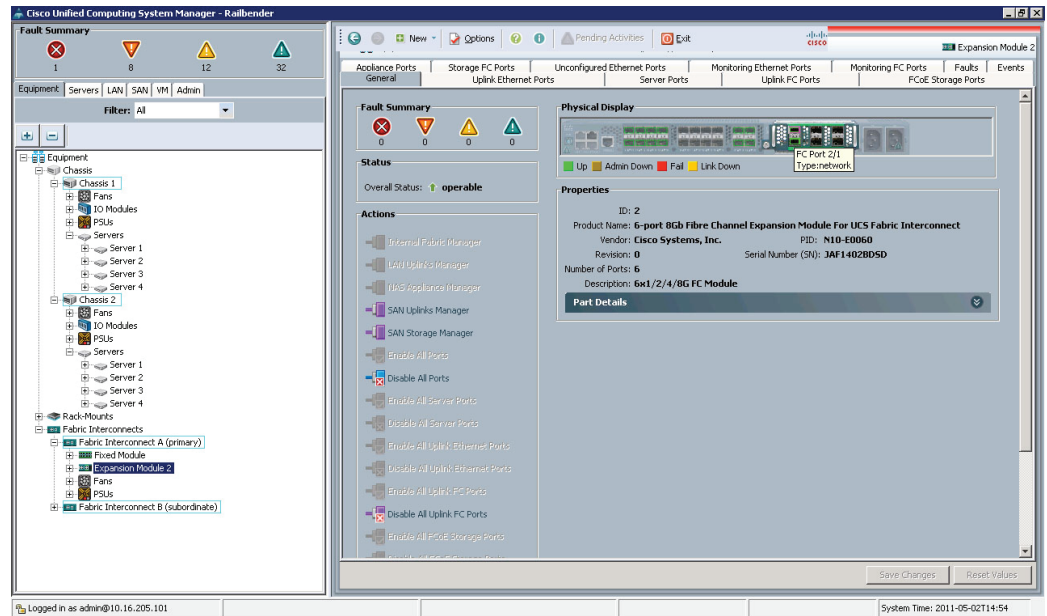 Cisco Unified Computing System Manager - Railbender
Fault Summary
1 8 12 32
Equipment Servers LAN SAN VM Admin
Filter: All
Equipment
Chassis
Chassis 1
Fans
IO Modules
PSUs
Servers
Server 1
Server 2
Server 3
Server 4
Chassis 2
Fans
IO Modules
PSUs
Servers
Server 1
Server 2
Server 3
Server 4
Rack-Mounts
Fabric Interconnects
Fabric Interconnect A (primary)
Fixed Module
Expansion Module 2
Fans
PSUs
Fabric Interconnect B (subordinate)
New Options Pending Activities Exit
CISCO
Expansion Module 2
Appliance Ports Storage FC Ports Unconfigured Ethernet Ports Monitoring Ethernet Ports Monitoring FC Ports Faults Events
General Uplink Ethernet Ports Server Ports Uplink FC Ports FCoE Storage Ports
Fault Summary
0 0 0 0
Status
Overall Status: operable
Actions
Internal Fabric Manager
LAN Uplinks Manager
NAS Appliance Manager
SAN Uplinks Manager
SAN Storage Manager
Enable All Ports
Disable All Ports
Enable All Server Ports
Disable All Server Ports
Enable All Uplink Ethernet Ports
Disable All Uplink Ethernet Ports
Enable All Uplink FC Ports
Disable All Uplink FC Ports
Enable All FCoE Storage Ports
Physical Display
FC Port 2/1
Type:network
Up Admin Down Fail Link Down
Properties
ID: 2
Product Name: 6-port 8Gb Fibre Channel Expansion Module For UCS Fabric Interconnect
Vendor: Cisco Systems, Inc. PID: N10-E0060
Revision: 0 Serial Number (SN): JAF1402BDSD
Number of Ports: 6
Description: 6x1/2/4/8G FC Module
Part Details
Save Changes Reset Values
Logged in as admin@10.16.205.101
System Time: 2011-05-02T14:54